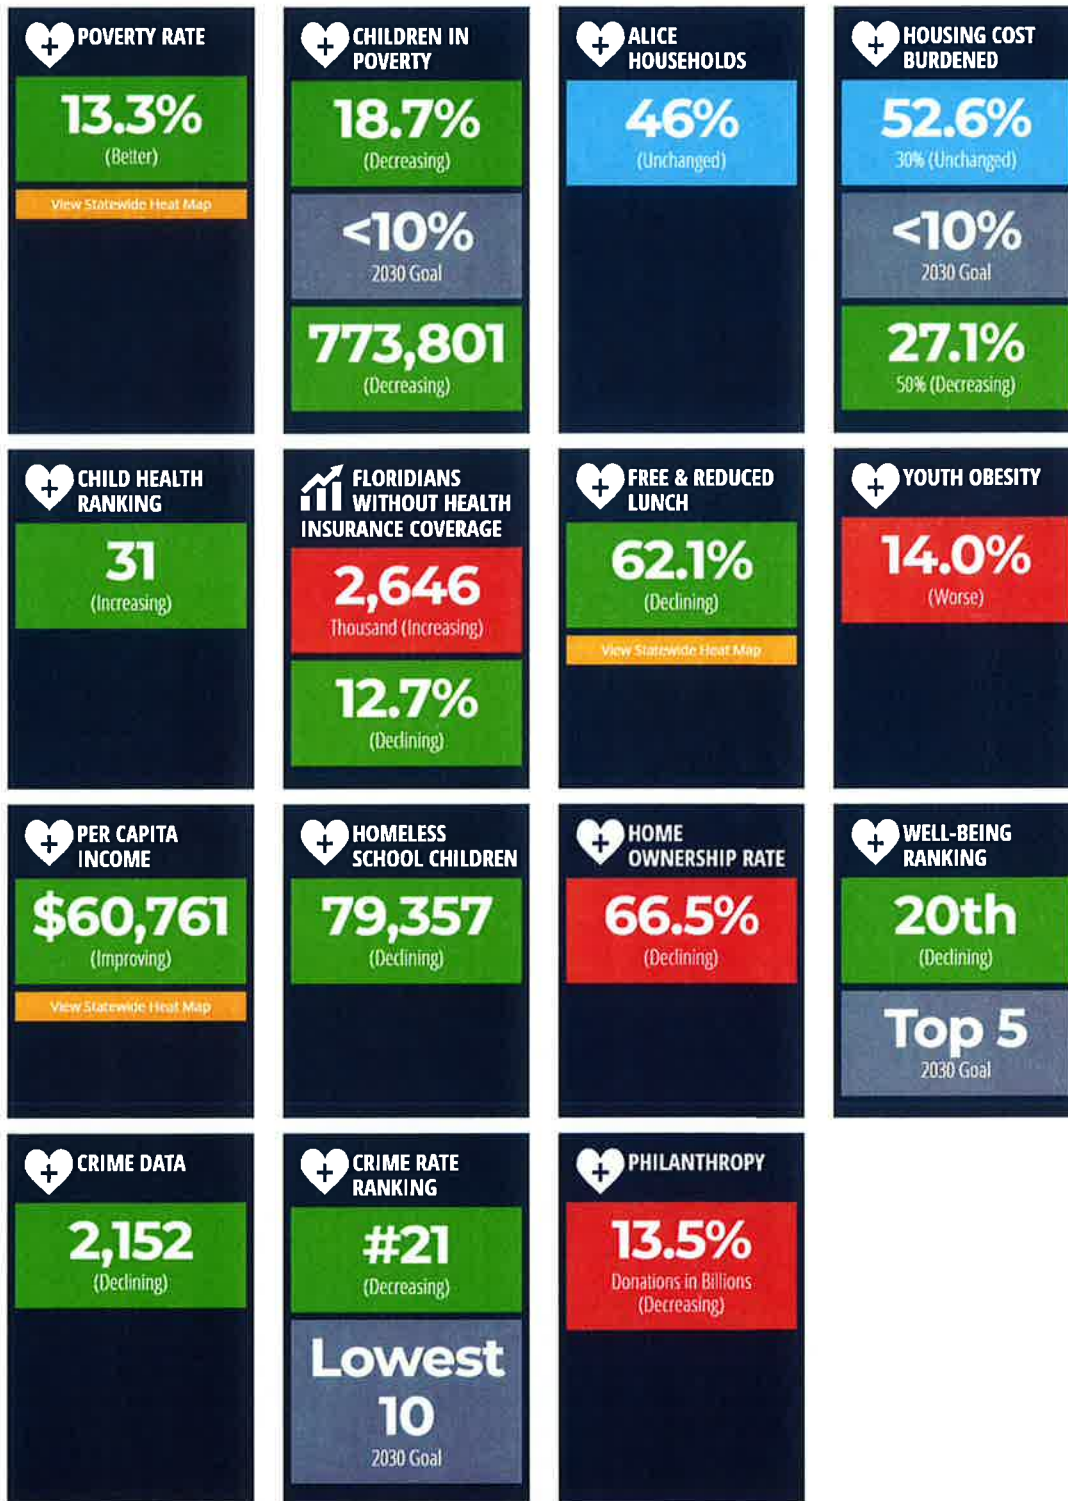 POVERTY RATE
13.3%
(Better)
View Statewide Heat Map
CHILDREN IN
POVERTY
18.7%
(Decreasing)
<10%
2030 Goal
773,801
(Decreasing)
ALICE
HOUSEHOLDS
46%
(Unchanged)
HOUSING COST
BURDENED
52.6%
30% (Unchanged)
<10%
2030 Goal
27.1%
50% (Decreasing)
CHILD HEALTH
RANKING
31
(Increasing)
FLORIDIANS
WITHOUT HEALTH
INSURANCE COVERAGE
2,646
Thousand (Increasing)
12.7%
(Declining)
FREE & REDUCED
LUNCH
62.1%
(Declining)
View Statewide Heat Map
YOUTH OBESITY
14.0%
(Worse)
PER CAPITA
INCOME
$60,761
(Improving)
View Statewide Heat Map
HOMELESS
SCHOOL CHILDREN
79,357
(Declining)
HOME
OWNERSHIP RATE
66.5%
(Declining)
WELL-BEING
RANKING
20th
(Declining)
Top 5
2030 Goal
CRIME DATA
2,152
(Declining)
CRIME RATE
RANKING
#21
(Decreasing)
Lowest
10
2030 Goal
PHILANTHROPY
13.5%
Donations in Billions
(Decreasing)